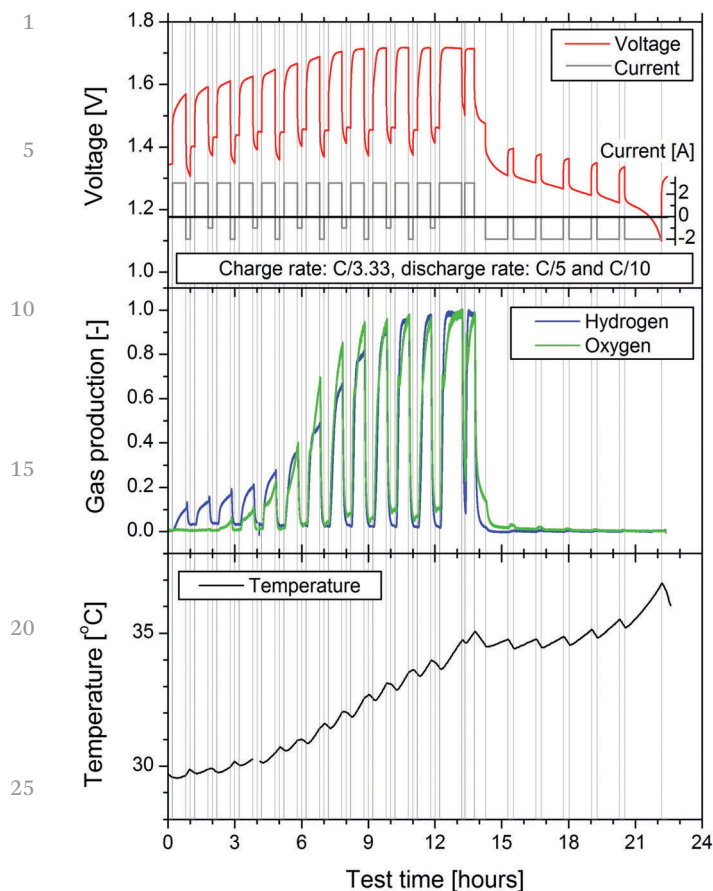 1
5
10
15
20
25
Voltage [V]
1.8
1.6
1.4
1.2
1.0
Voltage
Current
Current [A]
2
0
-2
Charge rate: C/3.33, discharge rate: C/5 and C/10
Gas production [-]
1.0
0.8
0.6
0.4
0.2
0.0
Hydrogen
Oxygen
Temperature [°C]
35
30
Temperature
0 3 6 9 12 15 18 21 24
Test time [hours]